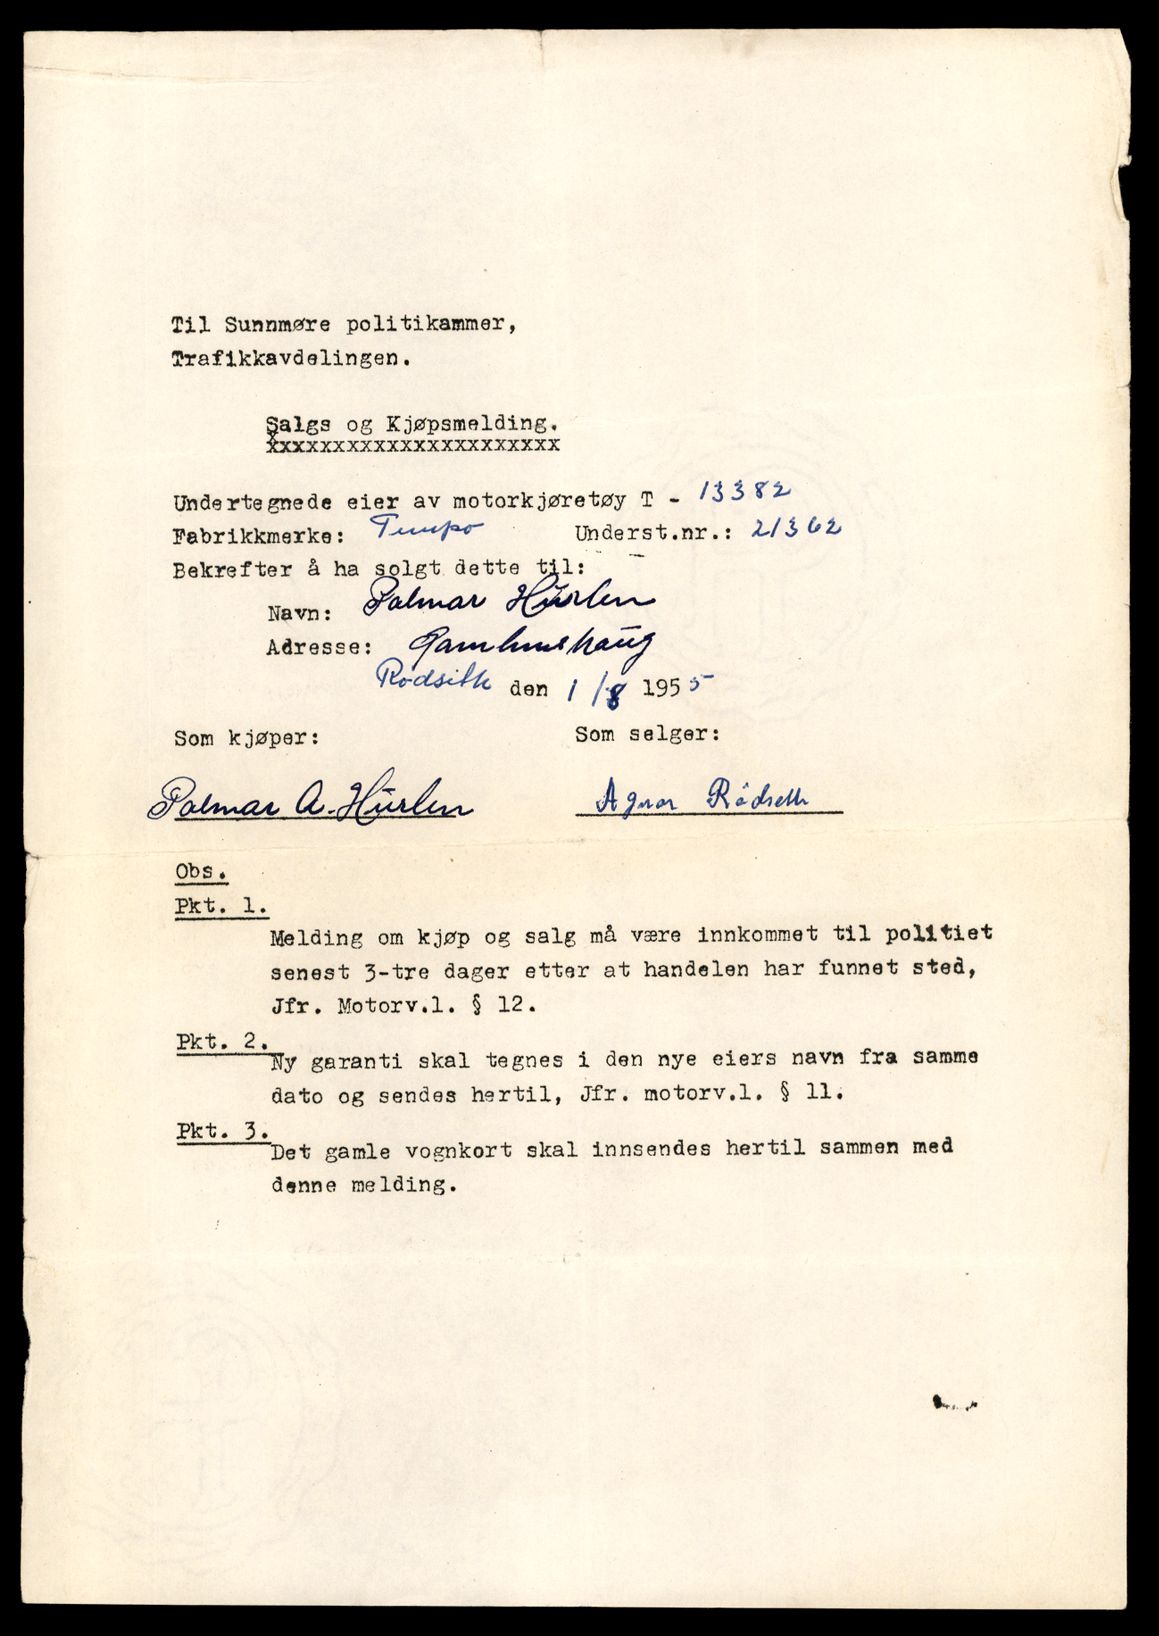 Til Sunnmøre politikammer,
Trafikkavdelingen.
Salgs og Kjøpsmelding.
xxxxxxxxxxxxxxxxxxxxxx
Undertegnede eier av motorkjøretøy T - 13382
Fabrikkmerke: Tempo Underst.nr.: 21362
Bekrefter å ha solgt dette til:
Navn: Palmar Hurlen
Adresse: Gamlemshaug
Rødseth den 1/8 1955
Som kjøper: Som selger:
Palmar A. Hurlen Agnar Rødseth
Obs.
Pkt. 1.
Melding om kjøp og salg må være innkommet til politiet
senest 3-tre dager etter at handelen har funnet sted,
Jfr. Motorv.l. § 12.
Pkt. 2.
Ny garanti skal tegnes i den nye eiers navn fra samme
dato og sendes hertil, Jfr. motorv.l. § 11.
Pkt. 3.
Det gamle vognkort skal innsendes hertil sammen med
denne melding.